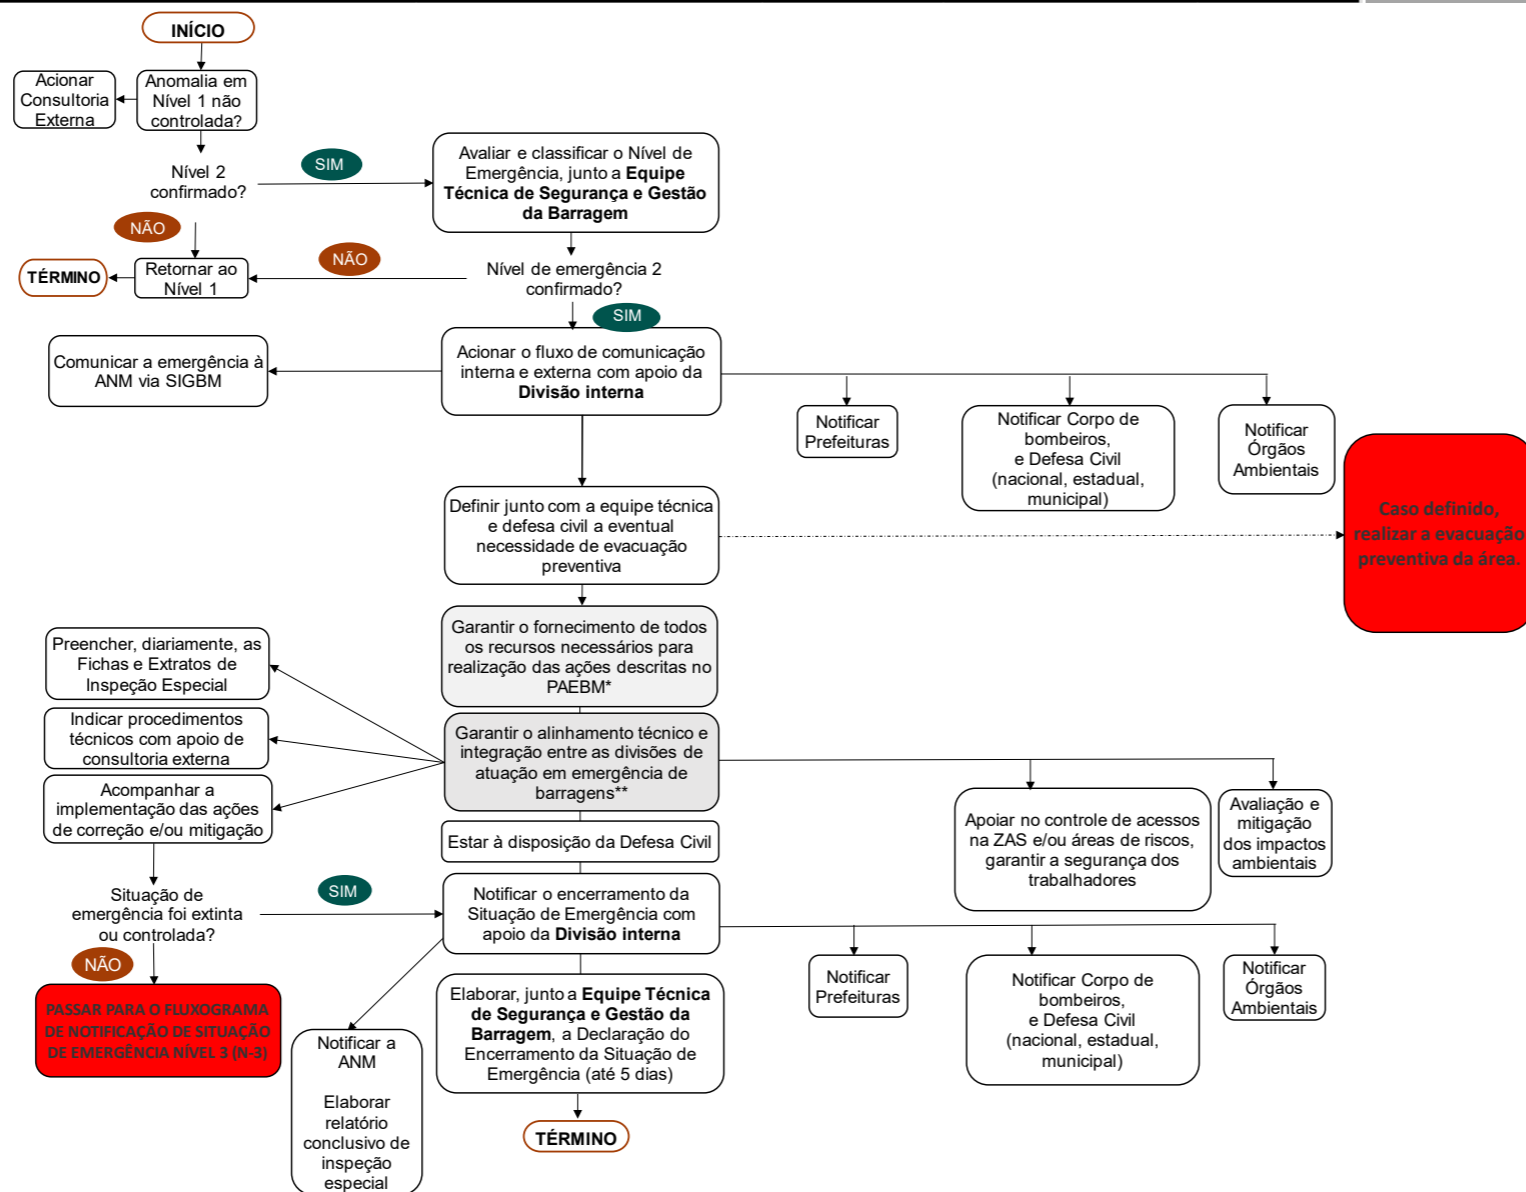 INÍCIO
Acionar
Consultoria
Externa
Anomalia em
Nível 1 não
controlada?
Nível 2
confirmado?
SIM
Avaliar e classificar o Nível de
Emergência, junto a Equipe
Técnica de Segurança e Gestão
da Barragem
NÃO
TÉRMINO
Retornar ao
Nível 1
NÃO
Nível de emergência 2
confirmado?
SIM
Comunicar a emergência à
ANM via SIGBM
Acionar o fluxo de comunicação
interna e externa com apoio da
Divisão interna
Notificar
Prefeituras
Notificar Corpo de
bombeiros,
e Defesa Civil
(nacional, estadual,
municipal)
Notificar
Órgãos
Ambientais
Definir junto com a equipe técnica
e defesa civil a eventual
necessidade de evacuação
preventiva
Caso definido,
realizar a evacuação
preventiva da área.
Garantir o fornecimento de todos
os recursos necessários para
realização das ações descritas no
PAEBM*
Preencher, diariamente, as
Fichas e Extratos de
Inspeção Especial
Indicar procedimentos
técnicos com apoio de
consultoria externa
Acompanhar a
implementação das ações
de correção e/ou mitigação
Garantir o alinhamento técnico e
integração entre as divisões de
atuação em emergência de
barragens**
Apoiar no controle de acessos
na ZAS e/ou áreas de riscos,
garantir a segurança dos
trabalhadores
Avaliação e
mitigação
dos impactos
ambientais
Estar à disposição da Defesa Civil
Situação de
emergência foi extinta
ou controlada?
SIM
Notificar o encerramento da
Situação de Emergência com
apoio da Divisão interna
NÃO
PASSAR PARA O FLUXOGRAMA
DE NOTIFICAÇÃO DE SITUAÇÃO
DE EMERGÊNCIA NÍVEL 3 (N-3)
Notificar a
ANM
Elaborar
relatório
conclusivo de
inspeção
especial
Elaborar, junto a Equipe Técnica
de Segurança e Gestão da
Barragem, a Declaração do
Encerramento da Situação de
Emergência (até 5 dias)
Notificar
Prefeituras
Notificar Corpo de
bombeiros,
e Defesa Civil
(nacional, estadual,
municipal)
Notificar
Órgãos
Ambientais
TÉRMINO